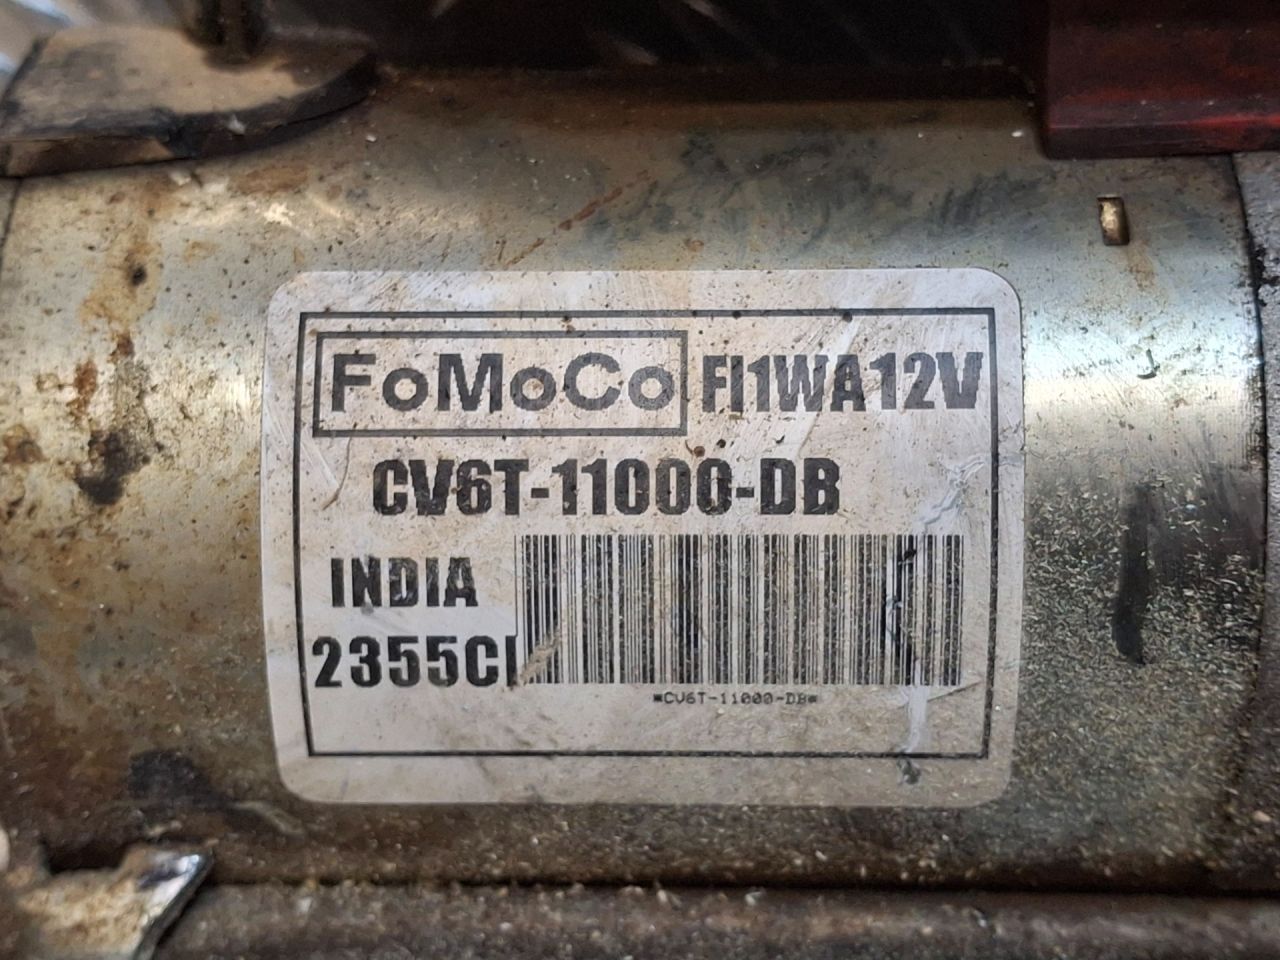 FoMoCo FI1WA12V
CV6T-11000-DB
INDIA
2355CI
*CV6T-11000-DB*